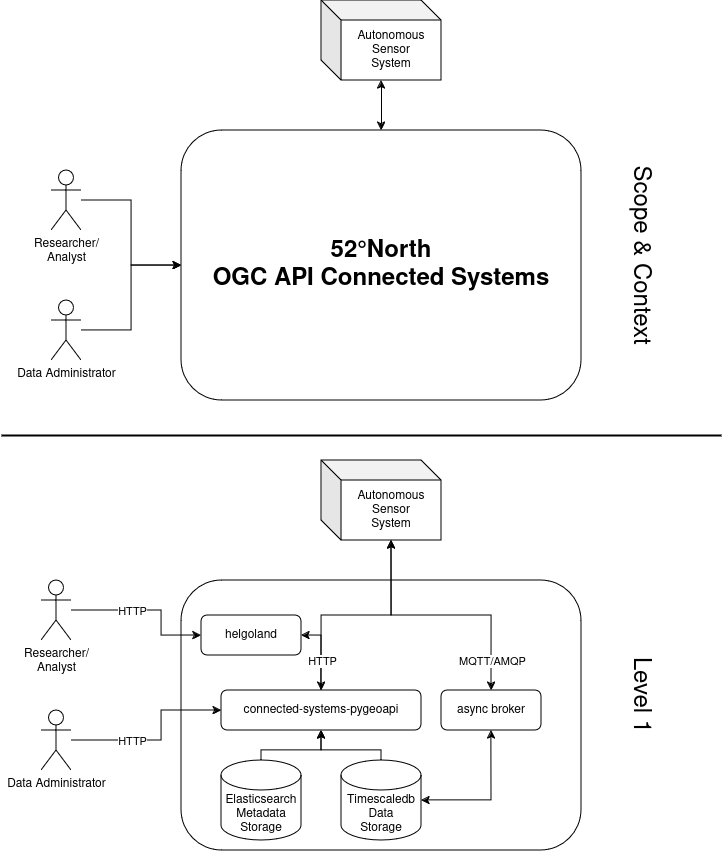 Autonomous
Sensor
System
Researcher/
Analyst
Data Administrator
52°North
OGC API Connected Systems
Scope & Context
Autonomous
Sensor
System
Researcher/
Analyst
HTTP
helgoland
HTTP
MQTT/AMQP
Data Administrator
HTTP
connected-systems-pygeoapi
async broker
Elasticsearch
Metadata
Storage
Timescaledb
Data
Storage
Level 1